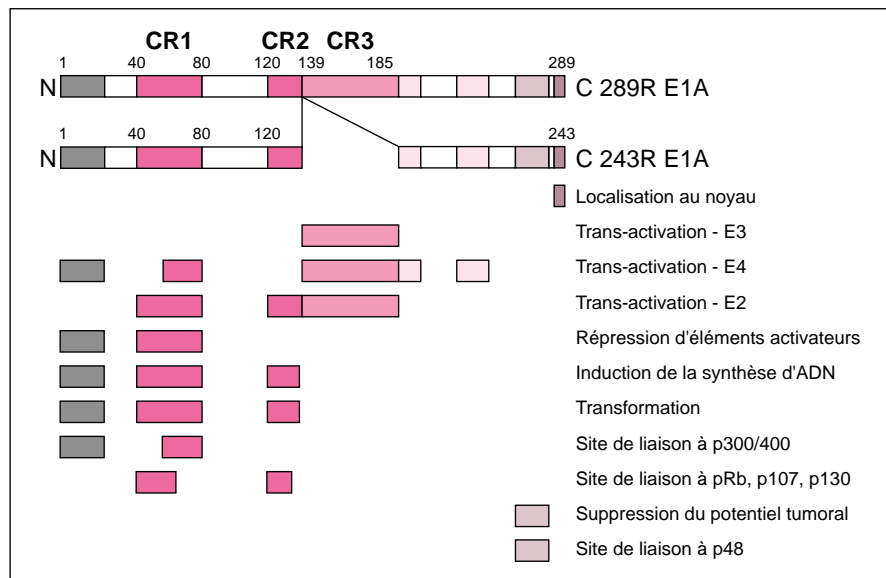 CR1 CR2 CR3
1 40 80 120 139 185 289
N C 289R E1A
1 40 80 120 243
N C 243R E1A
Localisation au noyau
Trans-activation - E3
Trans-activation - E4
Trans-activation - E2
Répression d'éléments activateurs
Induction de la synthèse d'ADN
Transformation
Site de liaison à p300/400
Site de liaison à pRb, p107, p130
Suppression du potentiel tumoral
Site de liaison à p48